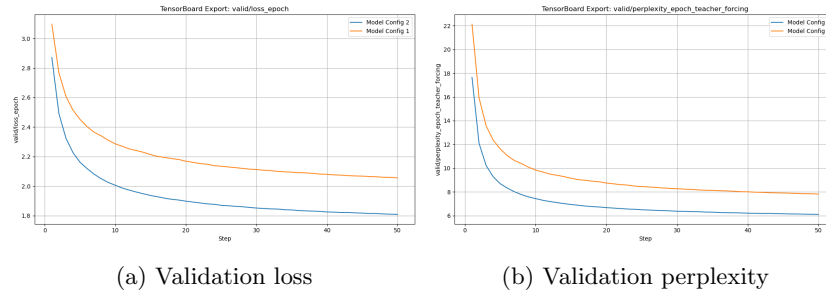 TensorBoard Export: valid/loss_epoch
Model Config 2
Model Config 1
3.0
2.8
2.6
2.4
2.2
2.0
1.8
valid/loss_epoch
0 10 20 30 40 50
Step
(a) Validation loss
TensorBoard Export: valid/perplexity_epoch_teacher_forcing
Model Config 2
Model Config
22
20
18
16
14
12
10
8
6
valid/perplexity_epoch_teacher_forcing
0 10 20 30 40 50
Step
(b) Validation perplexity